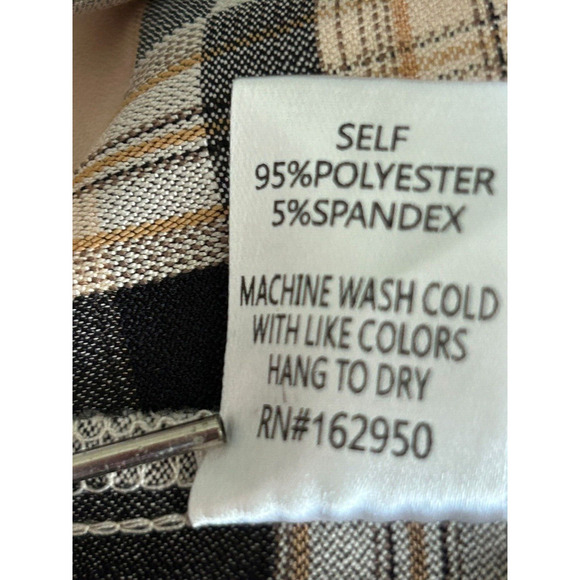 SELF
95%POLYESTER
5%SPANDEX
MACHINE WASH COLD
WITH LIKE COLORS
HANG TO DRY
RN#162950